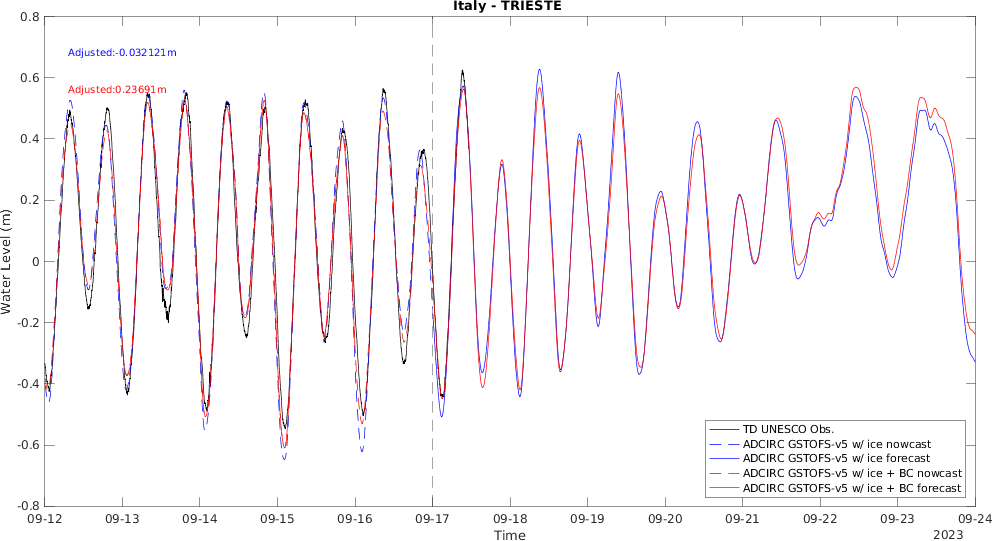 Italy - TRIESTE
Adjusted:-0.032121m
Adjusted:0.23691m
Water Level (m)
0.8
0.6
0.4
0.2
0
-0.2
-0.4
-0.6
-0.8
TD UNESCO Obs.
ADCIRC GSTOFS-v5 w/ ice nowcast
ADCIRC GSTOFS-v5 w/ ice forecast
ADCIRC GSTOFS-v5 w/ ice + BC nowcast
ADCIRC GSTOFS-v5 w/ ice + BC forecast
09-12 09-13 09-14 09-15 09-16 09-17 09-18 09-19 09-20 09-21 09-22 09-23 09-24
Time
2023